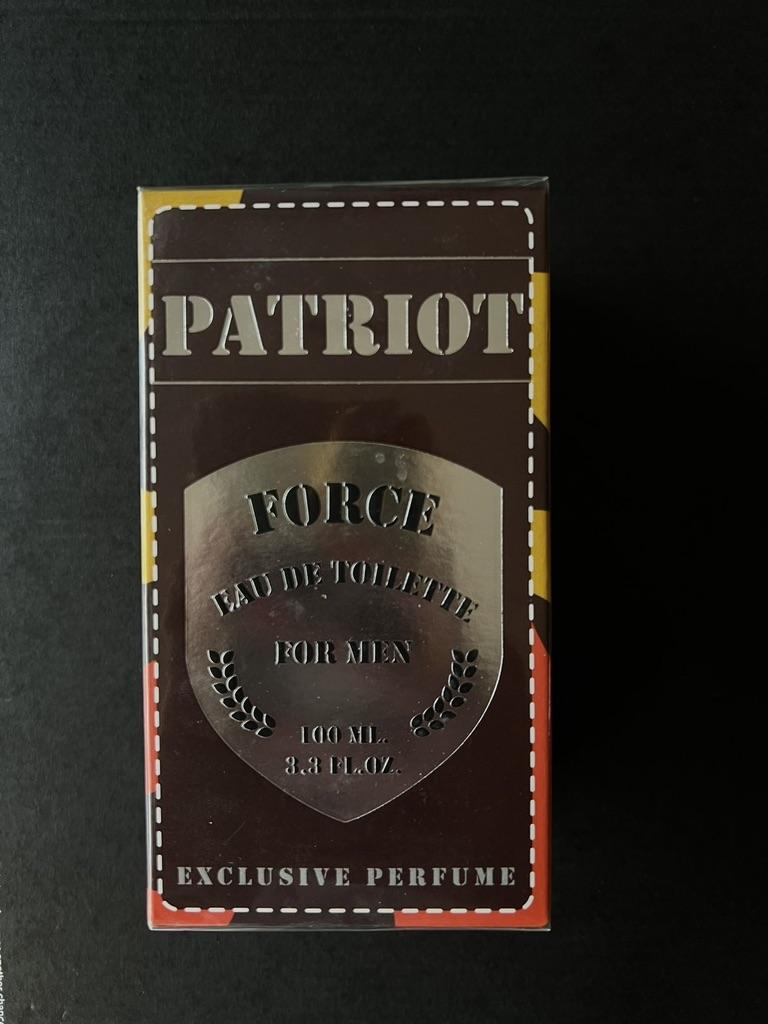 PATRIOT
FORCE
EAU DE TOILETTE
FOR MEN
100 ML.
3.3 FL.OZ.
EXCLUSIVE PERFUME